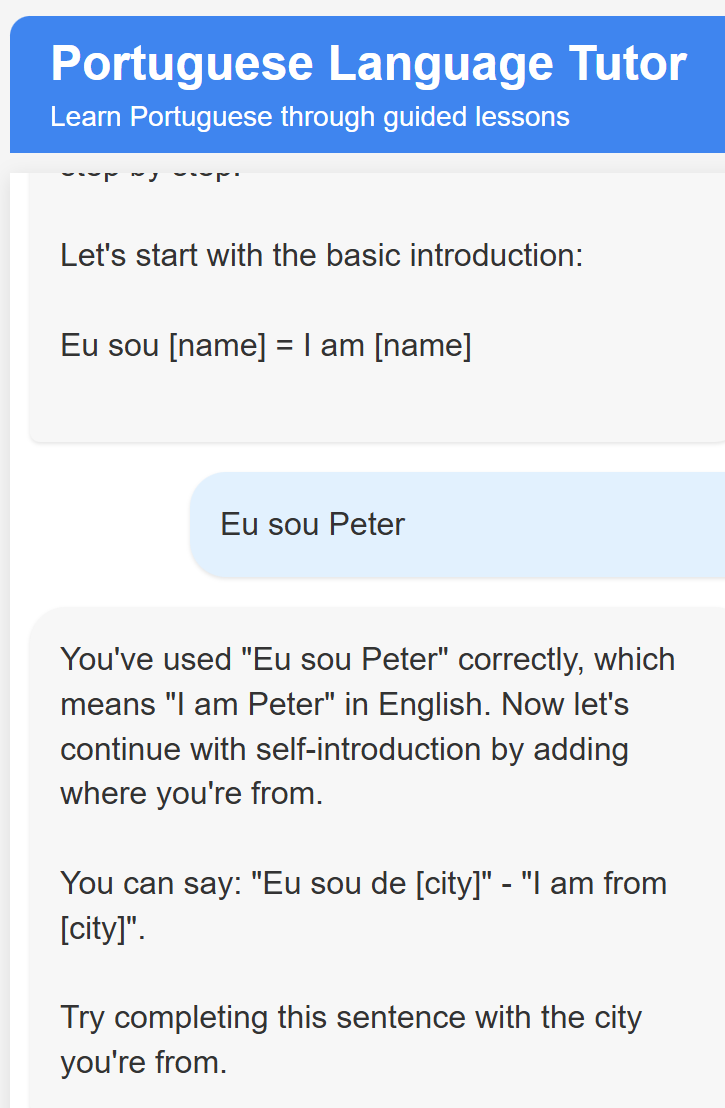 Portuguese Language Tutor
Learn Portuguese through guided lessons
step by step.
Let's start with the basic introduction:
Eu sou [name] = I am [name]
Eu sou Peter
You've used "Eu sou Peter" correctly, which
means "I am Peter" in English. Now let's
continue with self-introduction by adding
where you're from.
You can say: "Eu sou de [city]" - "I am from
[city]".
Try completing this sentence with the city
you're from.